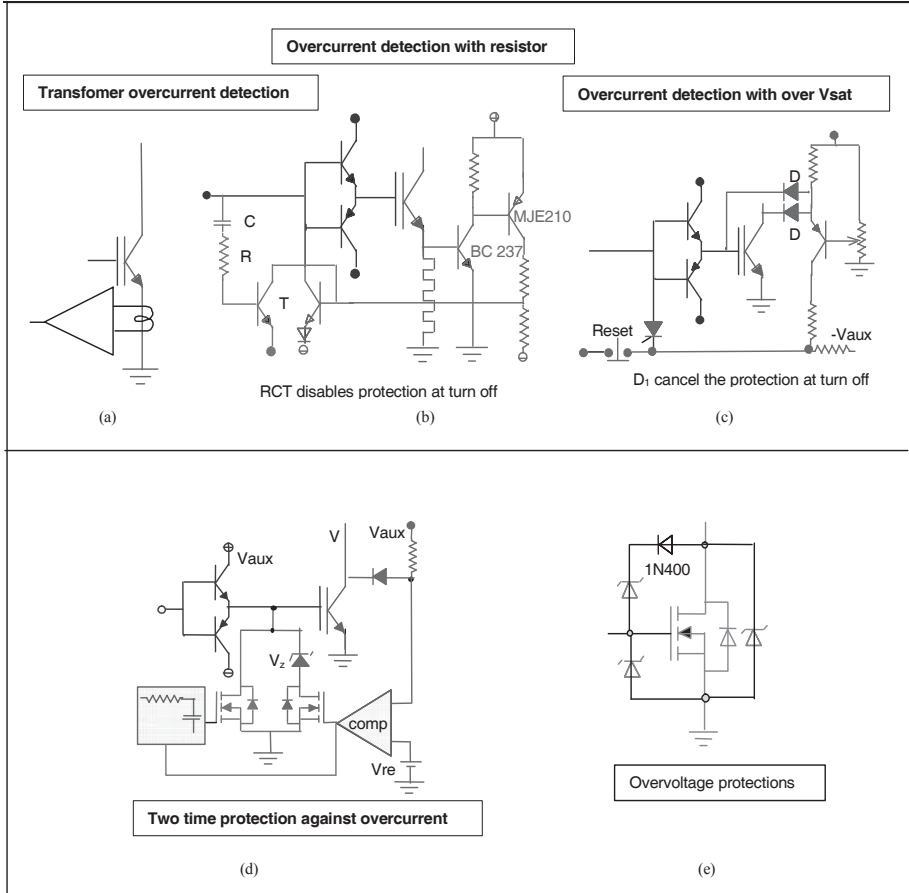 Overcurrent detection with resistor
Transfomer overcurrent detection
Overcurrent detection with over Vsat
C
R
T
MJE210
BC 237
D
D
Reset
-Vaux
RCT disables protection at turn off
D1 cancel the protection at turn off
(a)
(b)
(c)
Vaux
V
Vaux
Vz
comp
Vre
1N400
Two time protection against overcurrent
Overvoltage protections
(d)
(e)